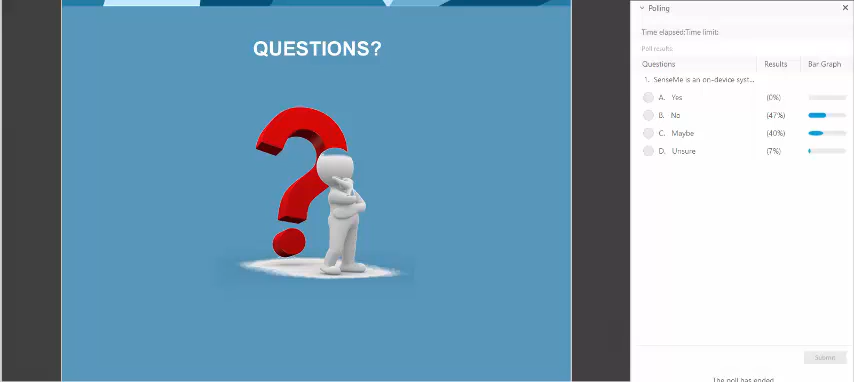 QUESTIONS?
Polling
Time elapsed:Time limit:
Poll results:
Questions Results Bar Graph
1. SenseMe is an on-device syst...
A. Yes (0%)
B. No (47%)
C. Maybe (40%)
D. Unsure (7%)
Submit
The poll has ended